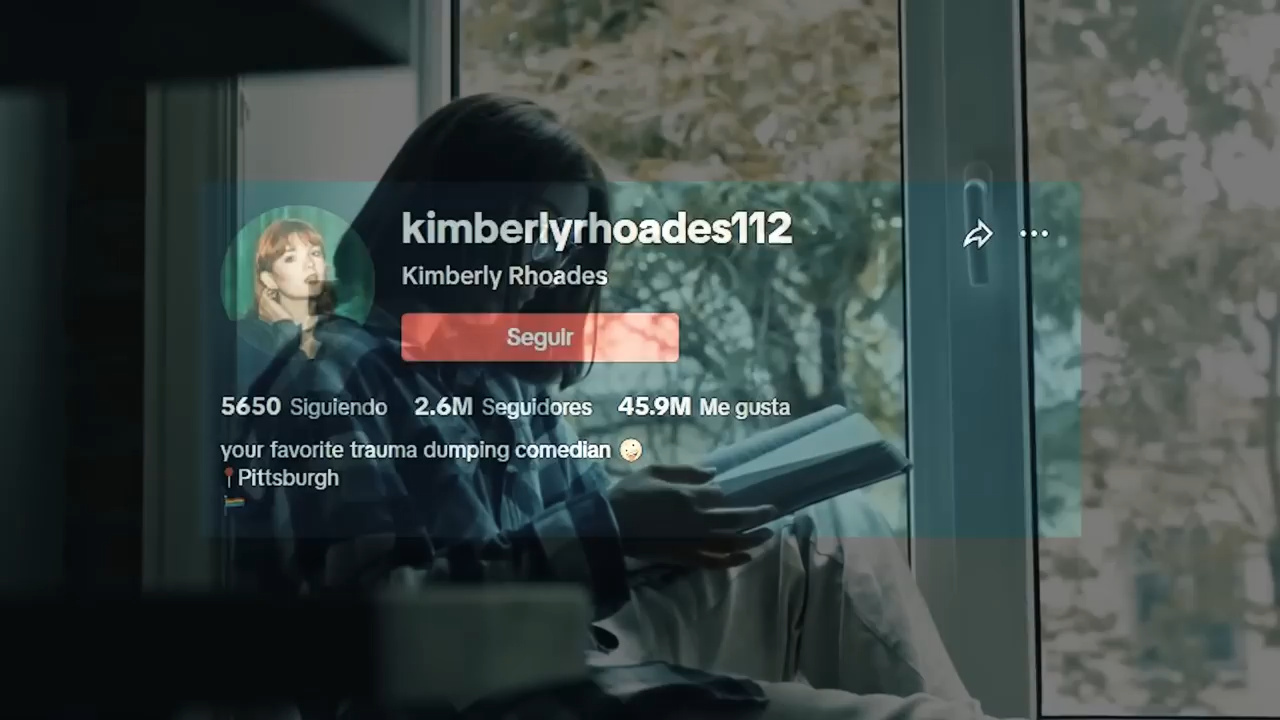 kimberlyrhoades112
Kimberly Rhoades
Seguir
5650 Siguiendo 2.6M Seguidores 45.9M Me gusta
your favorite trauma dumping comedian 🤪
📍Pittsburgh
🏳️‍🌈